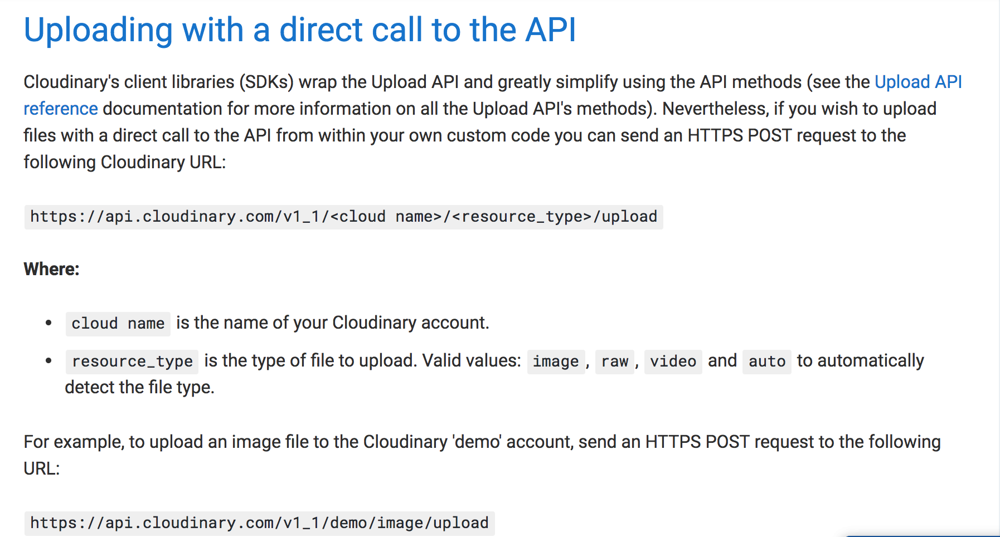 Uploading with a direct call to the API
Cloudinary's client libraries (SDKs) wrap the Upload API and greatly simplify using the API methods (see the Upload API
reference documentation for more information on all the Upload API's methods). Nevertheless, if you wish to upload
files with a direct call to the API from within your own custom code you can send an HTTPS POST request to the
following Cloudinary URL:
https://api.cloudinary.com/v1_1/<cloud name>/<resource_type>/upload
Where:
• cloud name is the name of your Cloudinary account.
• resource_type is the type of file to upload. Valid values: image, raw, video and auto to automatically
detect the file type.
For example, to upload an image file to the Cloudinary 'demo' account, send an HTTPS POST request to the following
URL:
https://api.cloudinary.com/v1_1/demo/image/upload